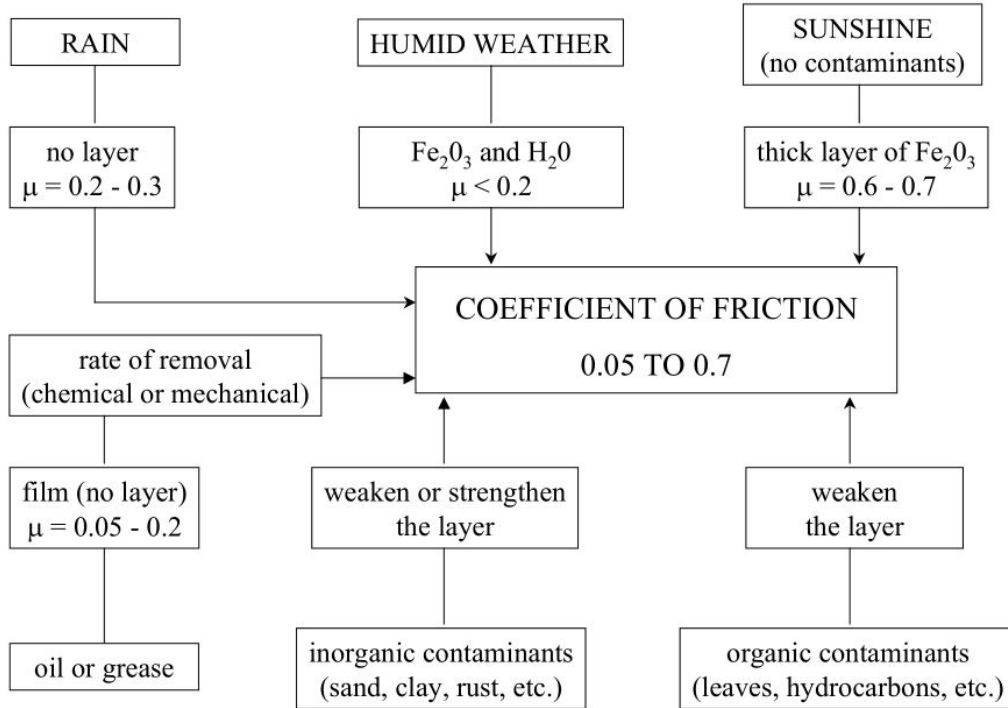 RAIN
HUMID WEATHER
SUNSHINE
(no contaminants)
no layer
μ = 0.2 - 0.3
Fe₂0₃ and H₂0
μ < 0.2
thick layer of Fe₂0₃
μ = 0.6 - 0.7
COEFFICIENT OF FRICTION
0.05 TO 0.7
rate of removal
(chemical or mechanical)
film (no layer)
μ = 0.05 - 0.2
weaken or strengthen
the layer
weaken
the layer
oil or grease
inorganic contaminants
(sand, clay, rust, etc.)
organic contaminants
(leaves, hydrocarbons, etc.)